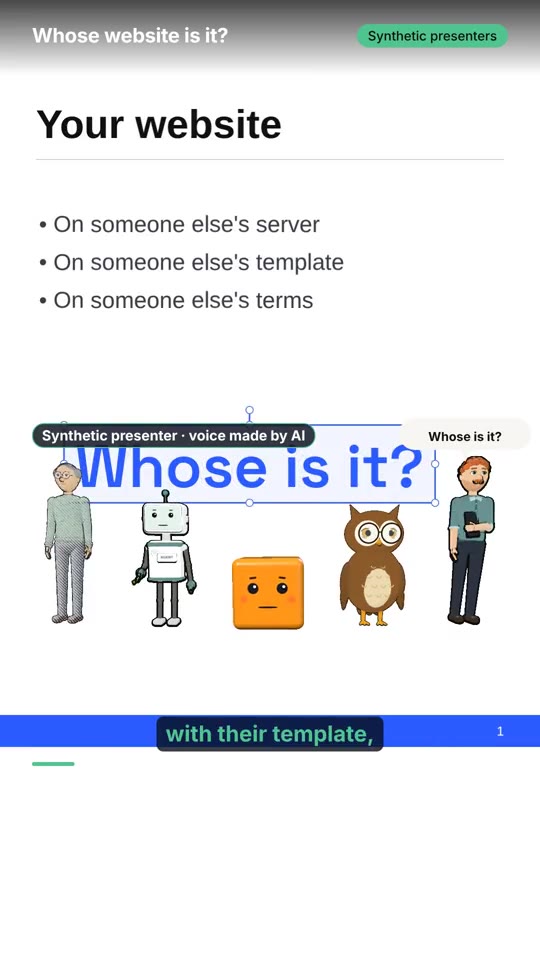 Whose website is it?
Synthetic presenters
Your website
• On someone else's server
• On someone else's template
• On someone else's terms
Synthetic presenter · voice made by AI
Whose is it?
Whose is it?
with their template,
1